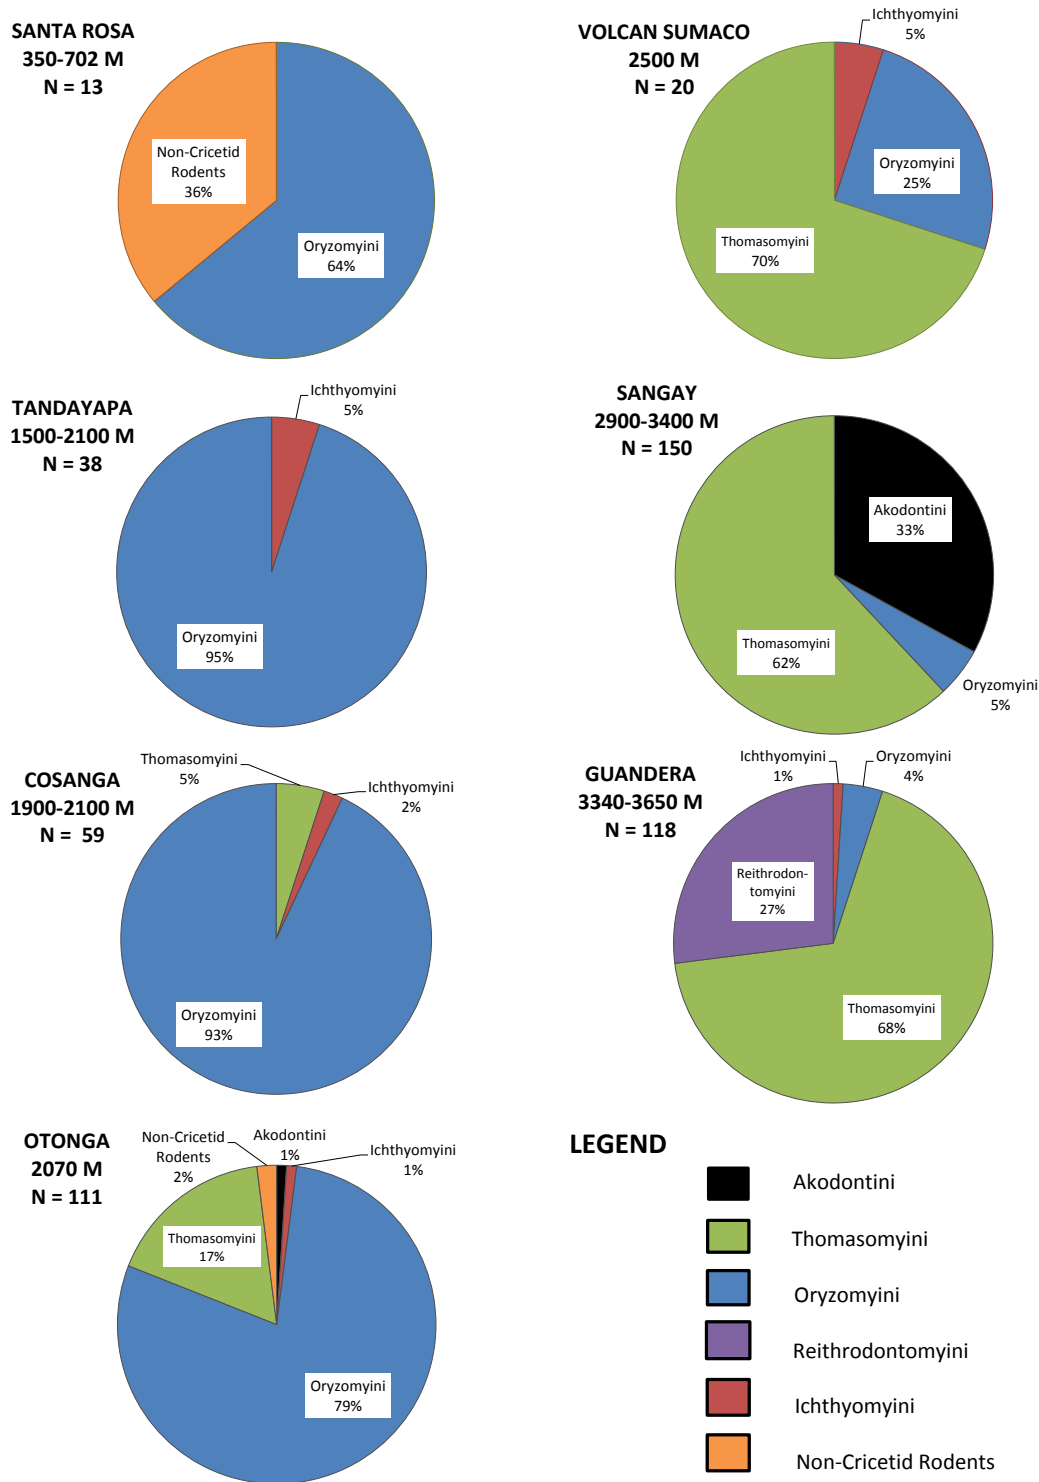 SANTA ROSA
350-702 M
N = 13
Non-Cricetid
Rodents
36%
Oryzomyini
64%
TANDAYAPA
1500-2100 M
N = 38
Ichthyomyini
5%
Oryzomyini
95%
COSANGA
1900-2100 M
N =  59
Thomasomyini
5%
Ichthyomyini
2%
Oryzomyini
93%
OTONGA
2070 M
N = 111
Non-Cricetid
Rodents
2%
Akodontini
1%
Ichthyomyini
1%
Thomasomyini
17%
Oryzomyini
79%
VOLCAN SUMACO
2500 M
N = 20
Ichthyomyini
5%
Oryzomyini
25%
Thomasomyini
70%
SANGAY
2900-3400 M
N = 150
Akodontini
33%
Thomasomyini
62%
Oryzomyini
5%
GUANDERA
3340-3650 M
N = 118
Ichthyomyini
1%
Oryzomyini
4%
Reithrodon-
tomyini
27%
Thomasomyini
68%
LEGEND
Akodontini
Thomasomyini
Oryzomyini
Reithrodontomyini
Ichthyomyini
Non-Cricetid Rodents